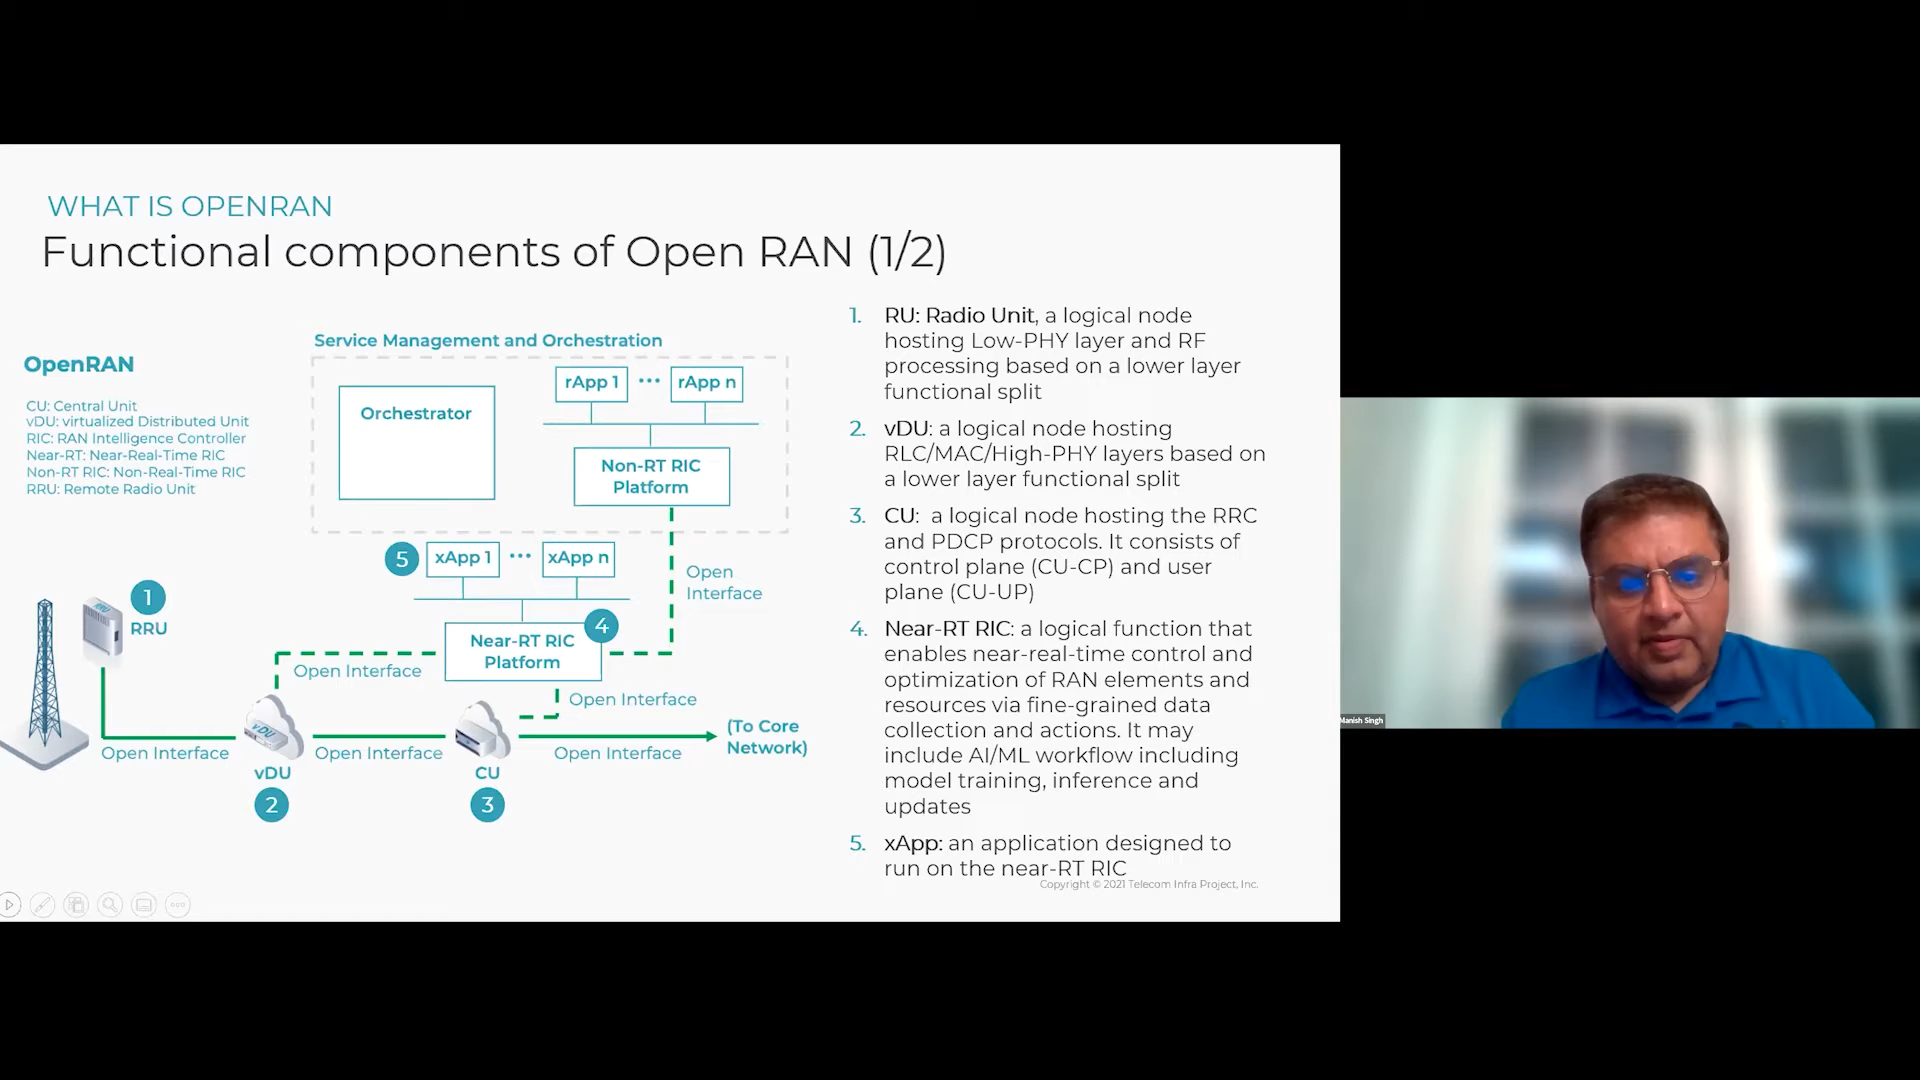 WHAT IS OPENRAN
Functional components of Open RAN (1/2)
OpenRAN
CU: Central Unit
vDU: virtualized Distributed Unit
RIC: RAN Intelligence Controller
Near-RT: Near-Real-Time RIC
Non-RT RIC: Non-Real-Time RIC
RRU: Remote Radio Unit
Service Management and Orchestration
Orchestrator
rApp 1 ··· rApp n
Non-RT RIC
Platform
5 xApp 1 ··· xApp n
Open
Interface
1
RRU
RRU
4
Near-RT RIC
Platform
Open Interface
Open Interface
vDU
(To Core
Network)
Open Interface
Open Interface
Open Interface
vDU
CU
2
3
1. RU: Radio Unit, a logical node
hosting Low-PHY layer and RF
processing based on a lower layer
functional split
2. vDU: a logical node hosting
RLC/MAC/High-PHY layers based on
a lower layer functional split
3. CU: a logical node hosting the RRC
and PDCP protocols. It consists of
control plane (CU-CP) and user
plane (CU-UP)
4. Near-RT RIC: a logical function that
enables near-real-time control and
optimization of RAN elements and
resources via fine-grained data
collection and actions. It may
include AI/ML workflow including
model training, inference and
updates
5. xApp: an application designed to
run on the near-RT RIC
Copyright © 2021 Telecom Infra Project, Inc.
Manish Singh